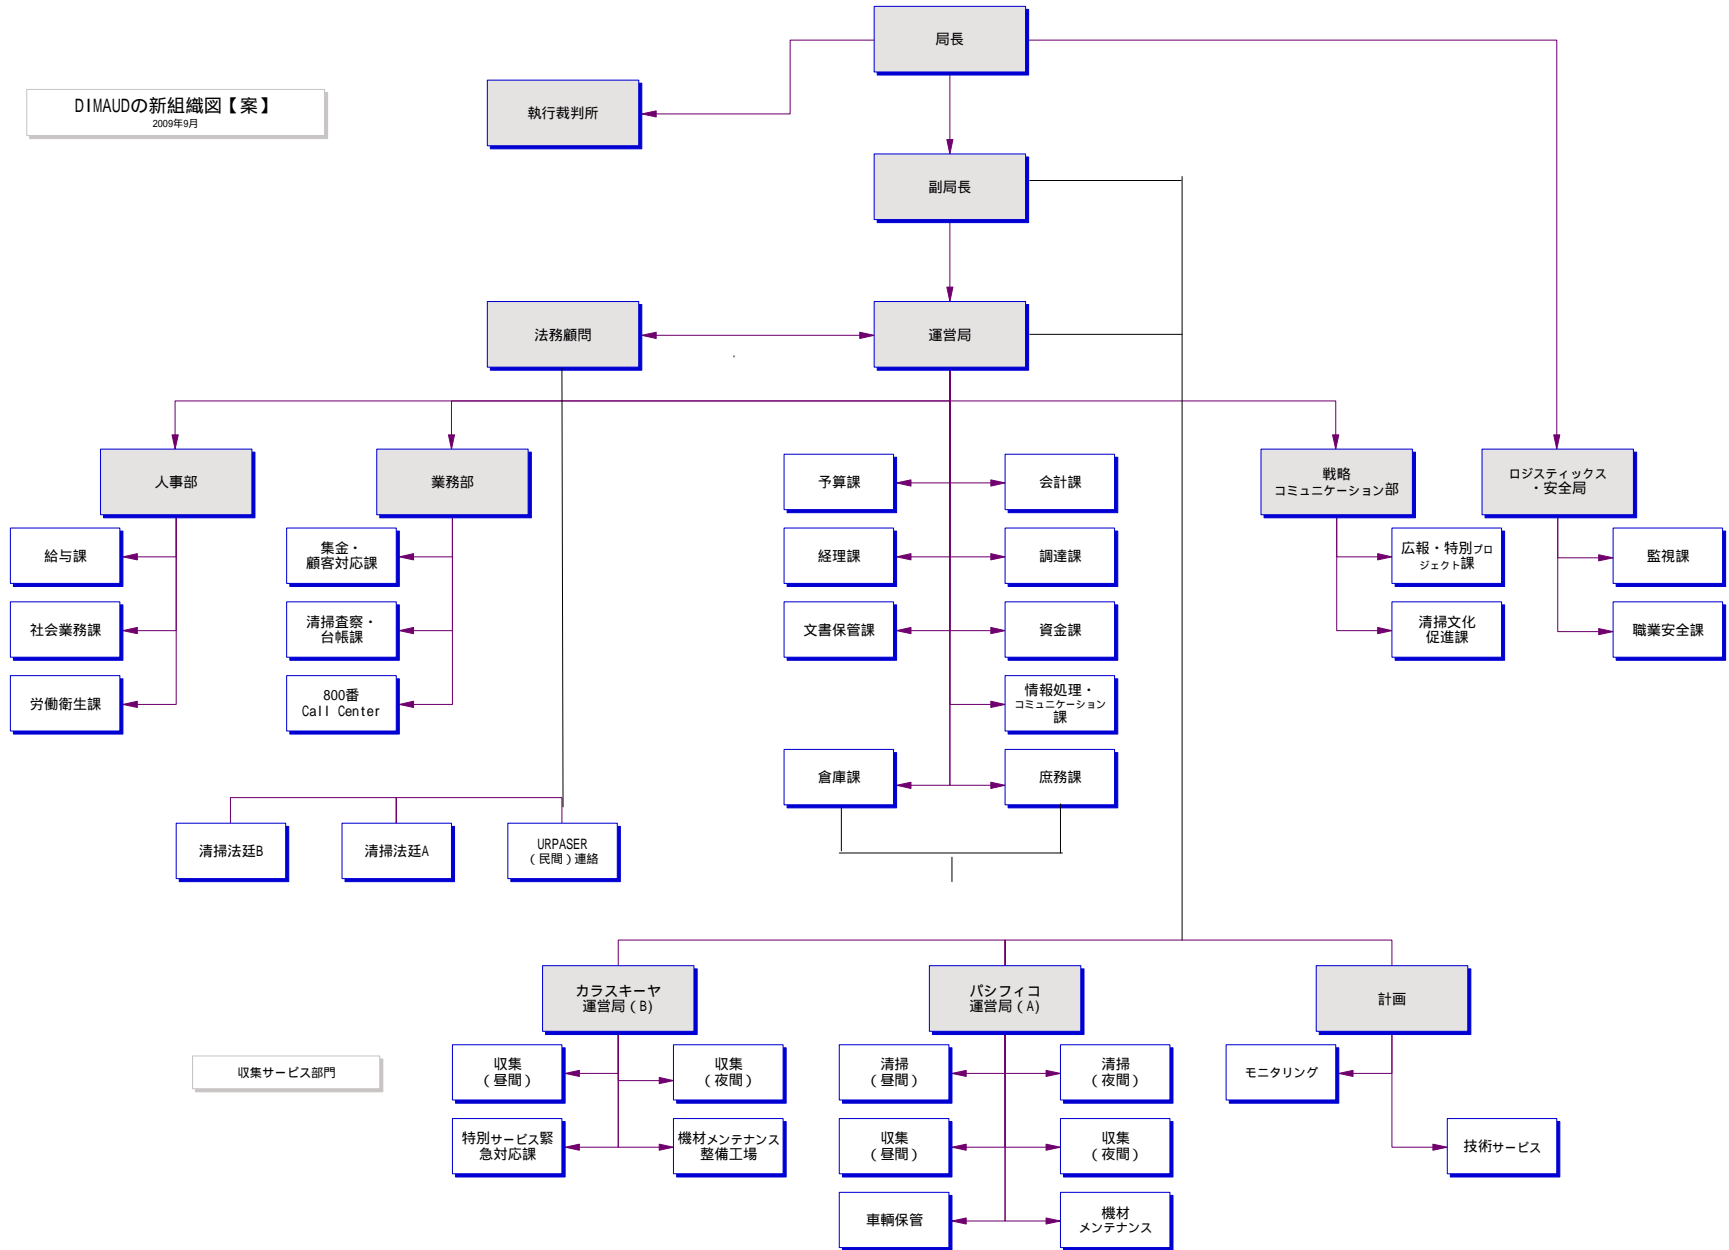 局長
DIMAUDの新組織図【案】
2009年9月
執行裁判所
副局長
法務顧問
運営局
人事部
業務部
予算課
会計課
戦略
コミュニケーション部
ロジスティックス
・安全局
給与課
集金・
顧客対応課
経理課
調達課
広報・特別プロ
ジェクト課
監視課
社会業務課
清掃査察・
台帳課
文書保管課
資金課
清掃文化
促進課
職業安全課
労働衛生課
800番
Call Center
情報処理・
コミュニケーション
課
倉庫課
庶務課
清掃法廷B
清掃法廷A
URPASER
(民間)連絡
カラスキーヤ
運営局(B)
パシフィコ
運営局(A)
計画
収集サービス部門
収集
(昼間)
収集
(夜間)
清掃
(昼間)
清掃
(夜間)
モニタリング
特別サービス緊
急対応課
機材メンテナンス
整備工場
収集
(昼間)
収集
(夜間)
技術サービス
車輌保管
機材
メンテナンス